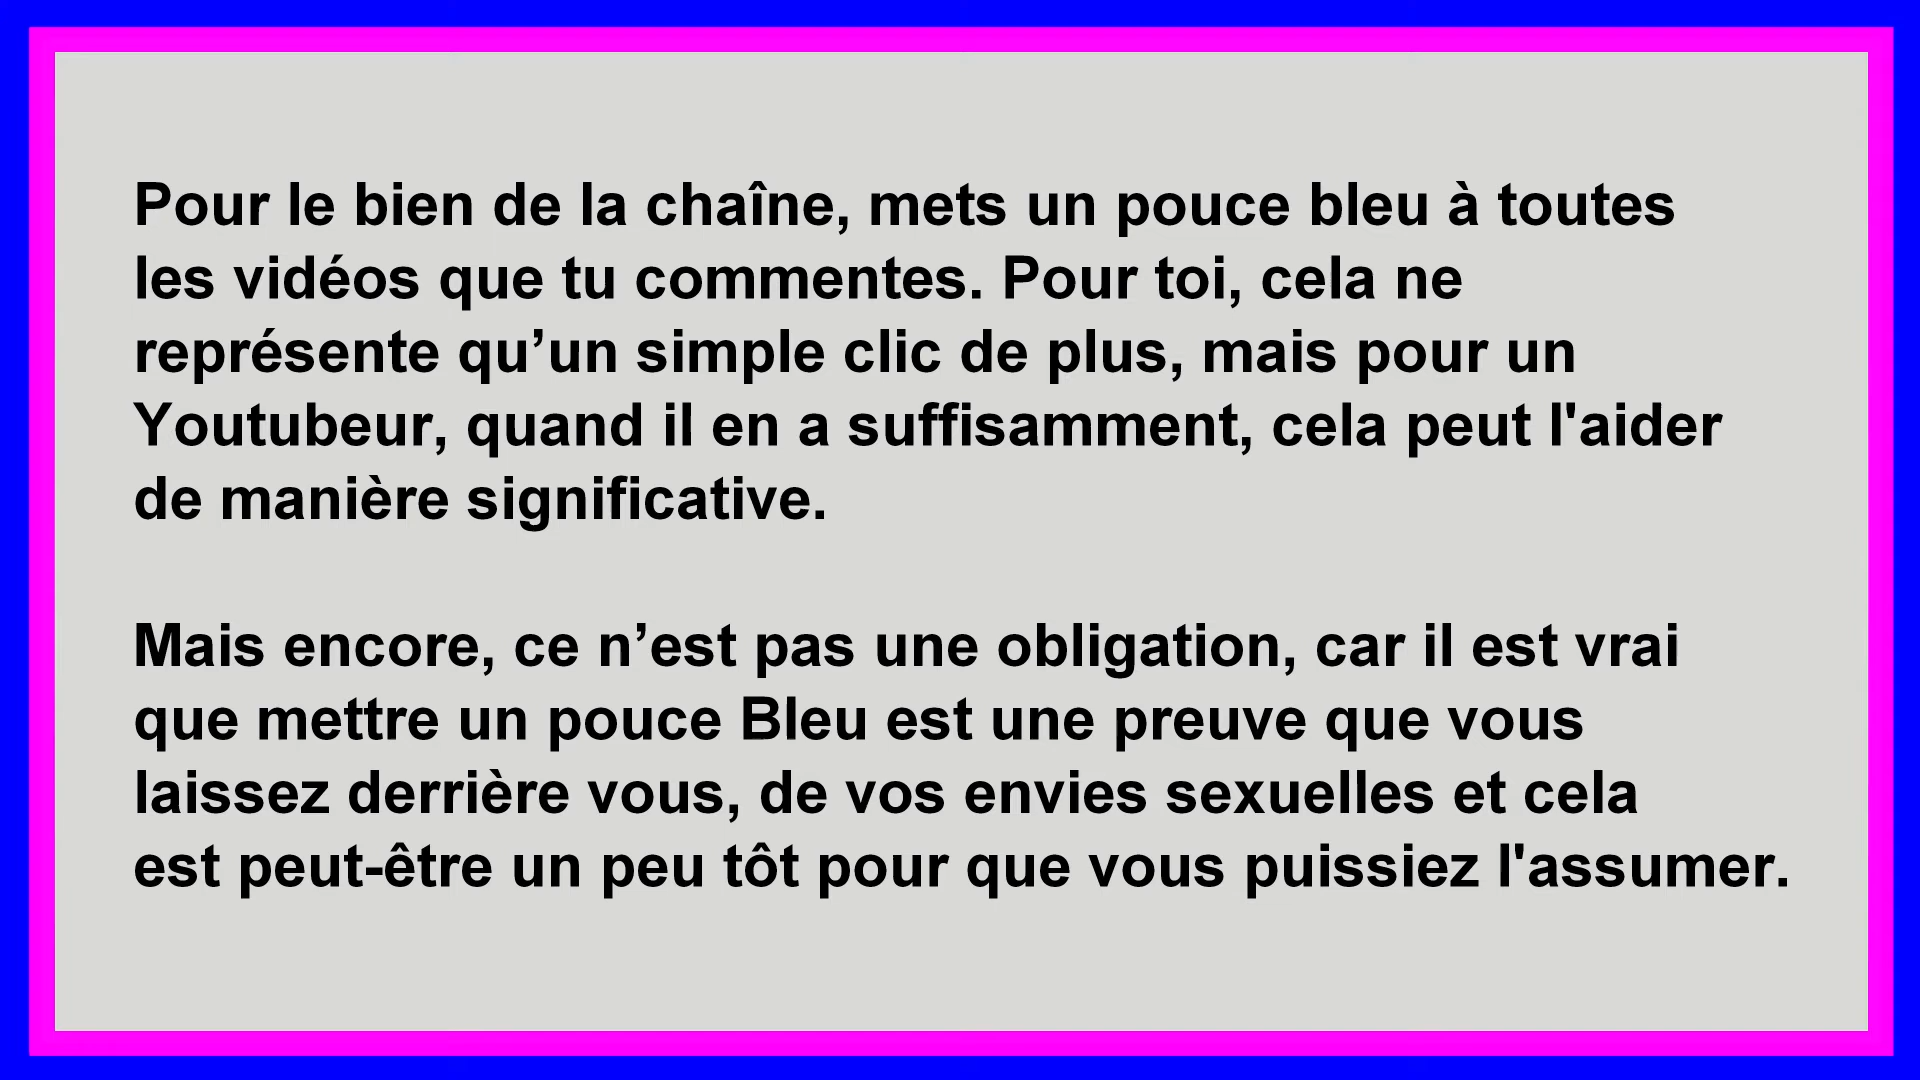 Pour le bien de la chaîne, mets un pouce bleu à toutes
les vidéos que tu commentes. Pour toi, cela ne
représente qu’un simple clic de plus, mais pour un
Youtubeur, quand il en a suffisamment, cela peut l'aider
de manière significative.
Mais encore, ce n’est pas une obligation, car il est vrai
que mettre un pouce Bleu est une preuve que vous
laissez derrière vous, de vos envies sexuelles et cela
est peut-être un peu tôt pour que vous puissiez l'assumer.